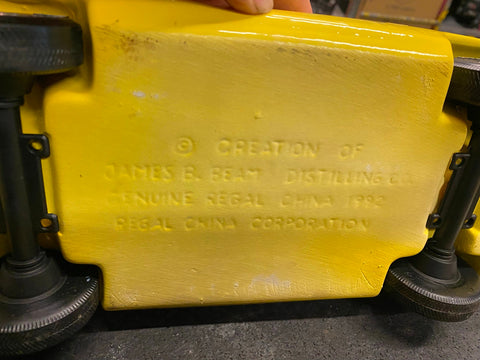 © CREATION OF
JAMES B. BEAM DISTILLING CO.
GENUINE REGAL CHINA 1992
REGAL CHINA CORPORATION